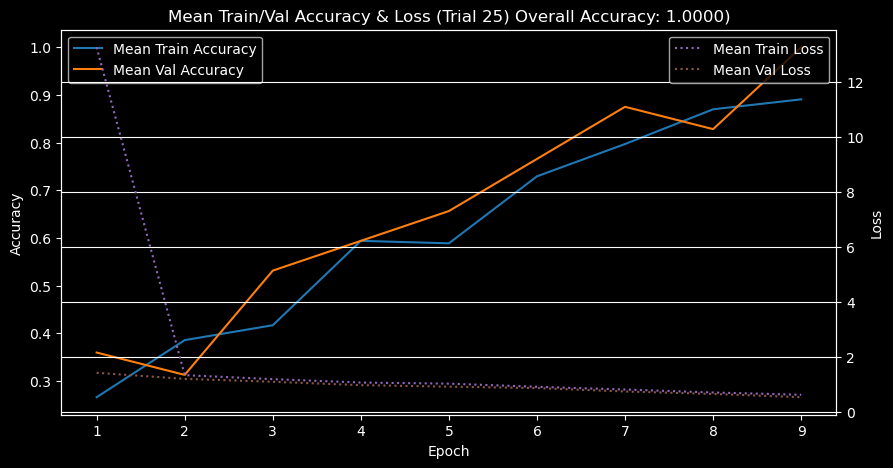 Mean Train/Val Accuracy & Loss (Trial 25) Overall Accuracy: 1.0000)
Mean Train Accuracy
Mean Val Accuracy
Mean Train Loss
Mean Val Loss
Accuracy
1.0
0.9
0.8
0.7
0.6
0.5
0.4
0.3
12
10
8
6
4
2
0
Loss
1 2 3 4 5 6 7 8 9
Epoch